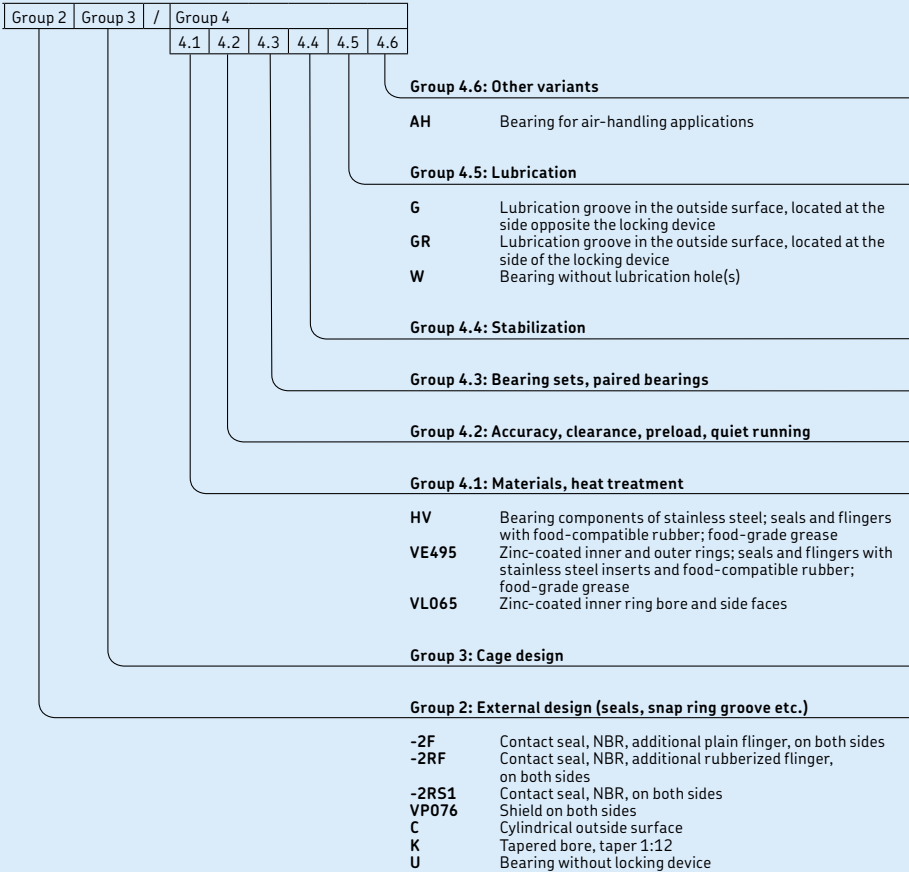 Group 2 Group 3 / Group 4
4.1 4.2 4.3 4.4 4.5 4.6
Group 4.6: Other variants
AH Bearing for air-handling applications
Group 4.5: Lubrication
G Lubrication groove in the outside surface, located at the
side opposite the locking device
GR Lubrication groove in the outside surface, located at the
side of the locking device
W Bearing without lubrication hole(s)
Group 4.4: Stabilization
Group 4.3: Bearing sets, paired bearings
Group 4.2: Accuracy, clearance, preload, quiet running
Group 4.1: Materials, heat treatment
HV Bearing components of stainless steel; seals and flingers
with food-compatible rubber; food-grade grease
VE495 Zinc-coated inner and outer rings; seals and flingers with
stainless steel inserts and food-compatible rubber;
food-grade grease
VL065 Zinc-coated inner ring bore and side faces
Group 3: Cage design
Group 2: External design (seals, snap ring groove etc.)
-2F Contact seal, NBR, additional plain flinger, on both sides
-2RF Contact seal, NBR, additional rubberized flinger,
on both sides
-2RS1 Contact seal, NBR, on both sides
VP076 Shield on both sides
C Cylindrical outside surface
K Tapered bore, taper 1:12
U Bearing without locking device